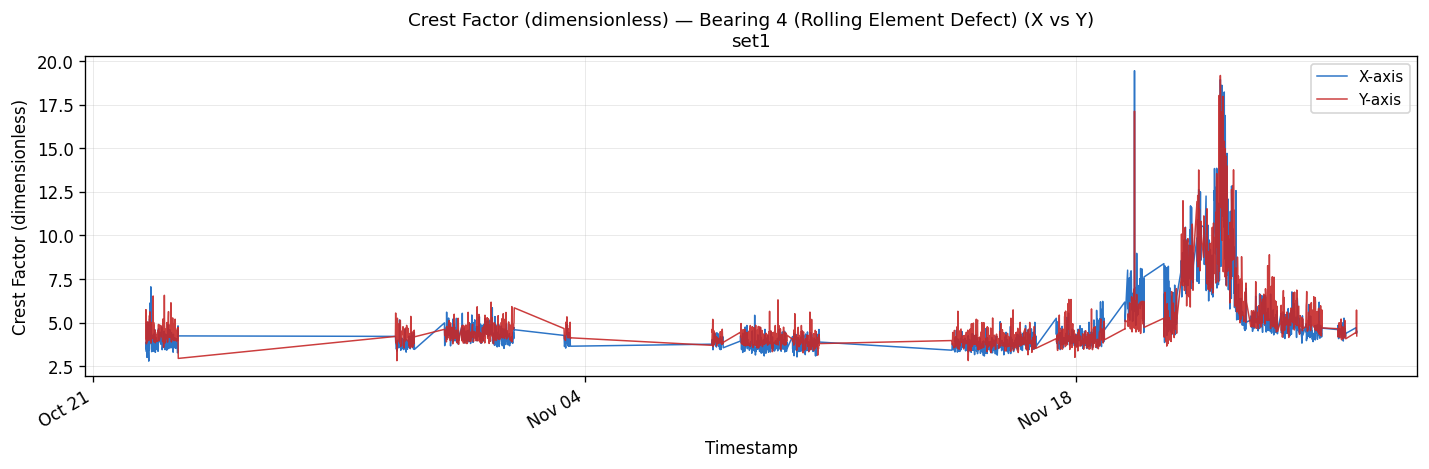 Crest Factor (dimensionless) — Bearing 4 (Rolling Element Defect) (X vs Y)
set1
Crest Factor (dimensionless)
20.0
17.5
15.0
12.5
10.0
7.5
5.0
2.5
X-axis
Y-axis
Oct 21
Nov 04
Nov 18
Timestamp